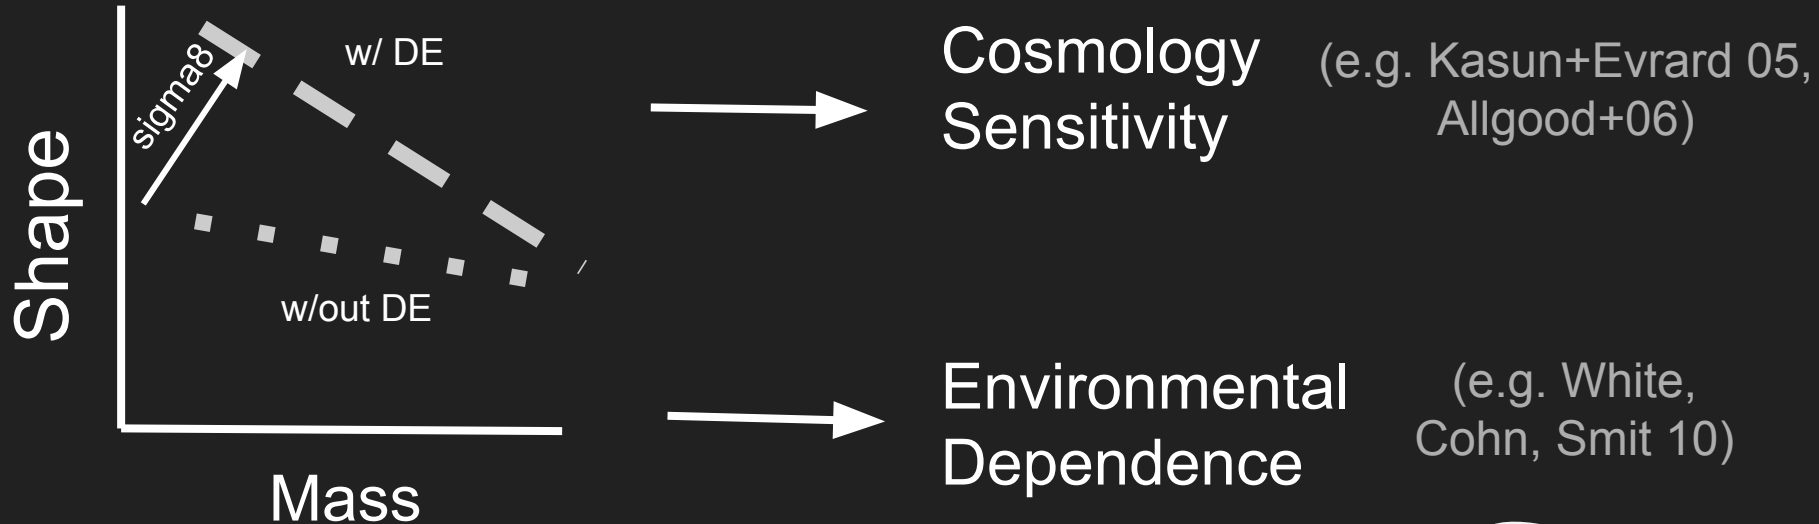 Shape
sigma8
w/ DE
w/out DE
Mass
Cosmology
Sensitivity
(e.g. Kasun+Evrard 05,
Allgood+06)
Environmental
Dependence
(e.g. White,
Cohn, Smit 10)